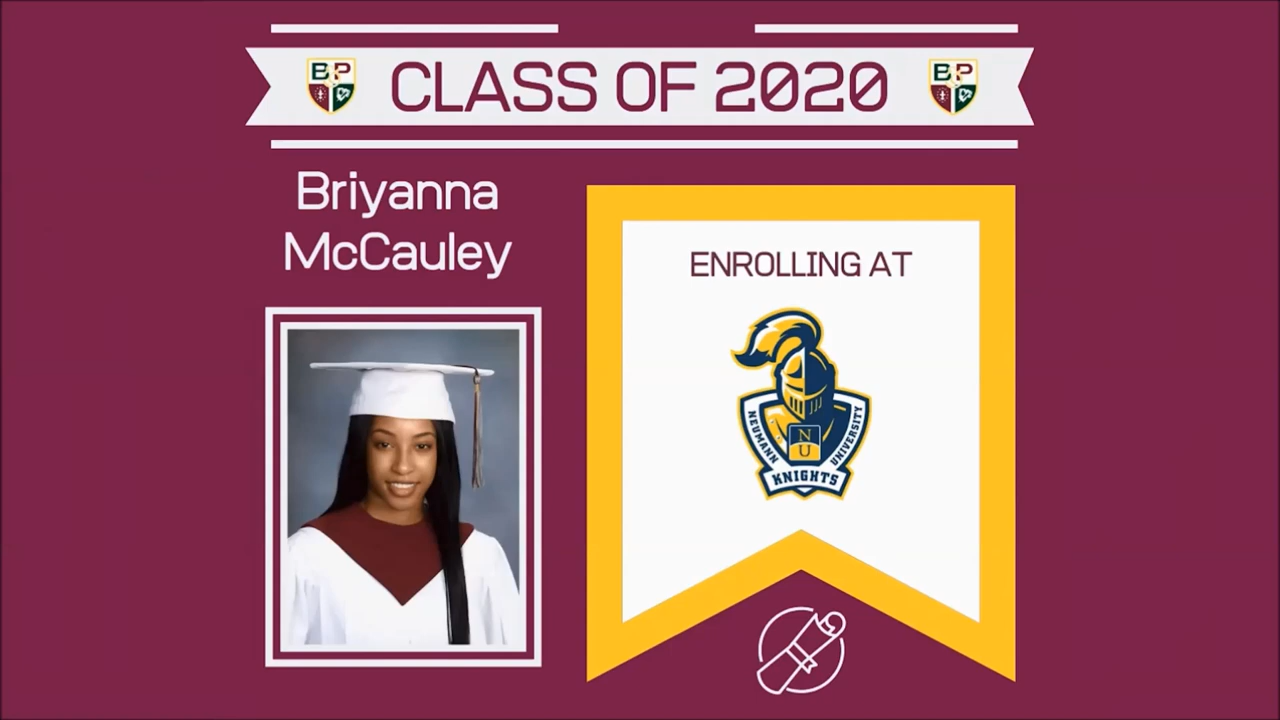 B P CLASS OF 2020 B P
Briyanna
McCauley
ENROLLING AT
NEUMANN UNIVERSITY
N
U
KNIGHTS